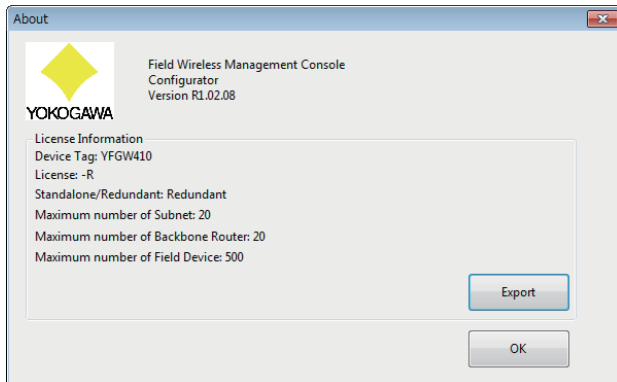 About
Field Wireless Management Console
Configurator
Version R1.02.08
YOKOGAWA
License Information
Device Tag: YFGW410
License: -R
Standalone/Redundant: Redundant
Maximum number of Subnet: 20
Maximum number of Backbone Router: 20
Maximum number of Field Device: 500
Export
OK